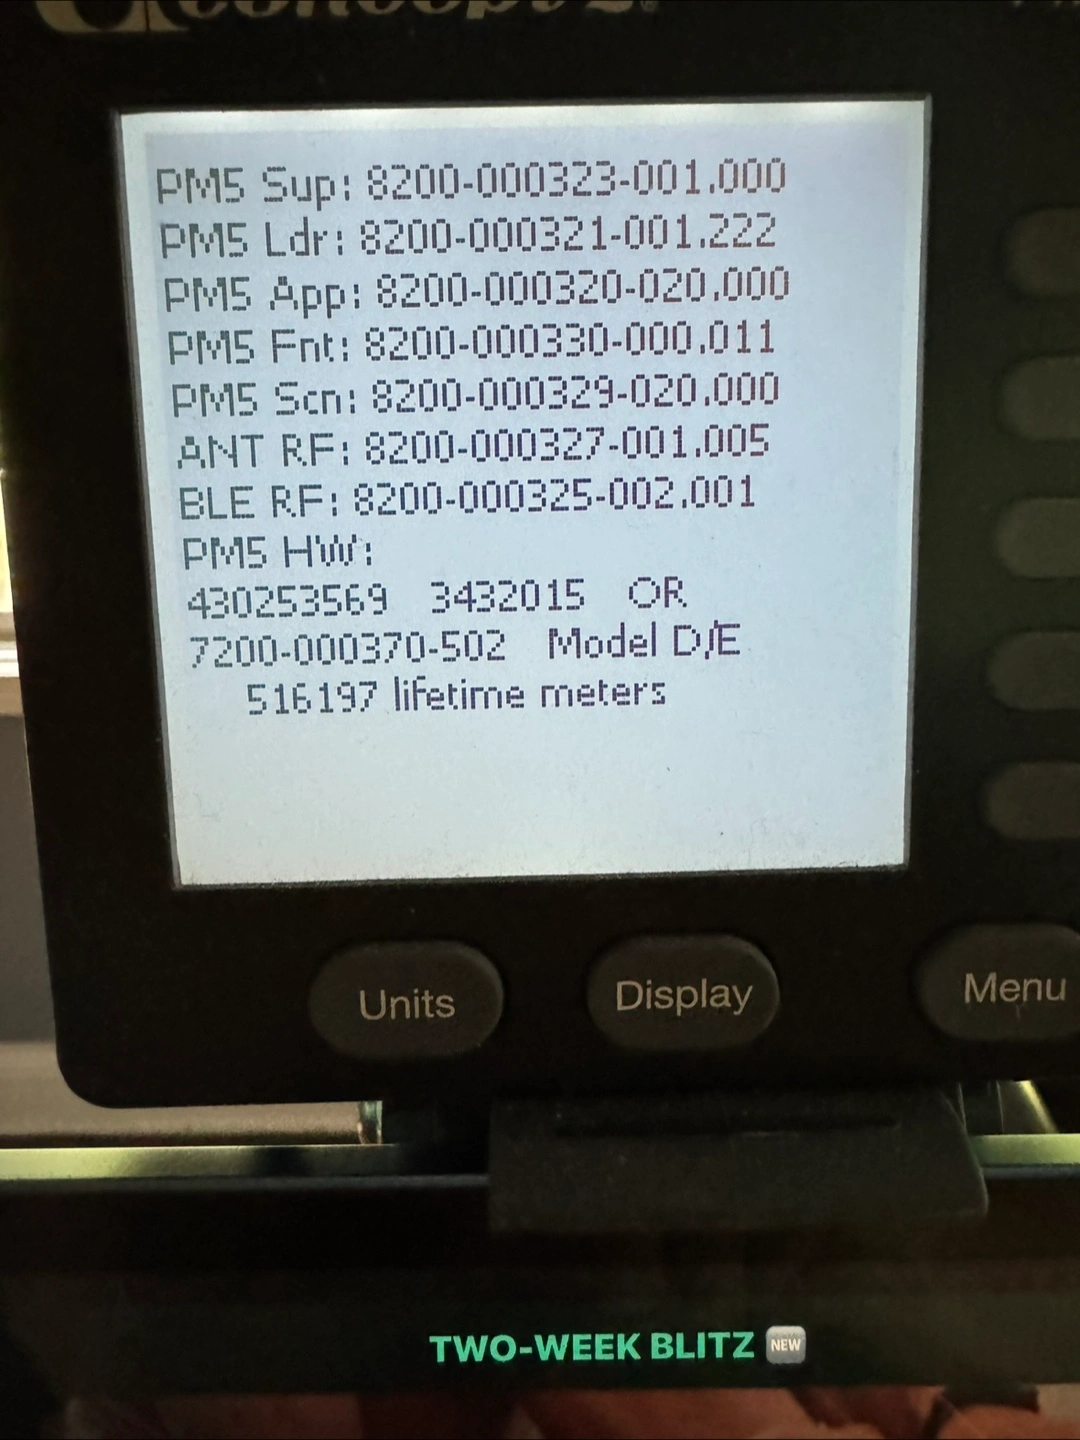 concept 2
PM5 Sup: 8200-000323-001.000
PM5 Ldr: 8200-000321-001.222
PM5 App: 8200-000320-020.000
PM5 Fnt: 8200-000330-000.011
PM5 Scn: 8200-000329-020.000
ANT RF: 8200-000327-001.005
BLE RF: 8200-000325-002.001
PM5 HW:
430253569 3432015 OR
7200-000370-502 Model D/E
516197 lifetime meters
Units Display Menu
TWO-WEEK BLITZ NEW